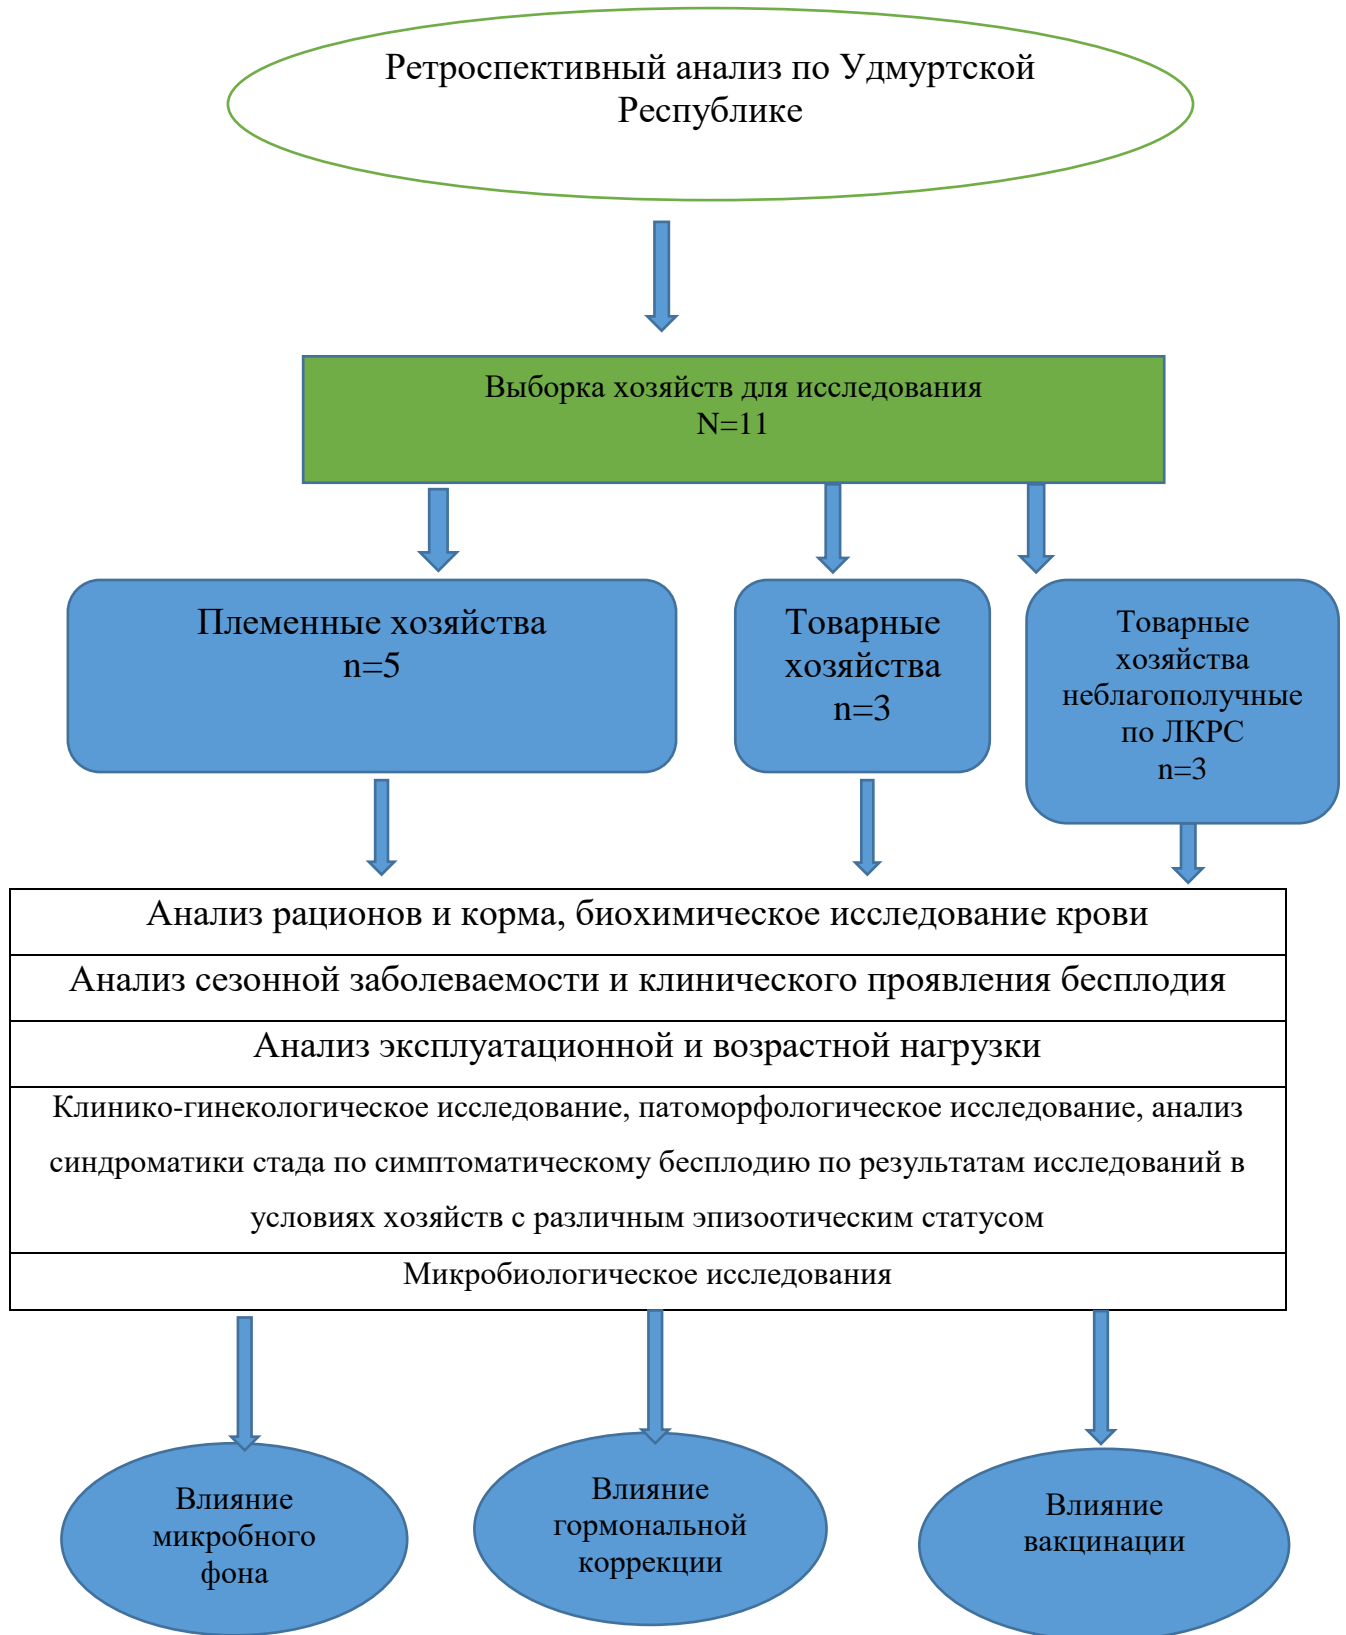 Ретроспективный анализ по Удмуртской
Республике
Выборка хозяйств для исследования
N=11
Племенные хозяйства
n=5
Товарные
хозяйства
n=3
Товарные
хозяйства
неблагополучные
по ЛКРС
n=3
Анализ рационов и корма, биохимическое исследование крови
Анализ сезонной заболеваемости и клинического проявления бесплодия
Анализ эксплуатационной и возрастной нагрузки
Клинико-гинекологическое исследование, патоморфологическое исследование, анализ
синдроматики стада по симптоматическому бесплодию по результатам исследований в
условиях хозяйств с различным эпизоотическим статусом
Микробиологическое исследования
Влияние
микробного
фона
Влияние
гормональной
коррекции
Влияние
вакцинации